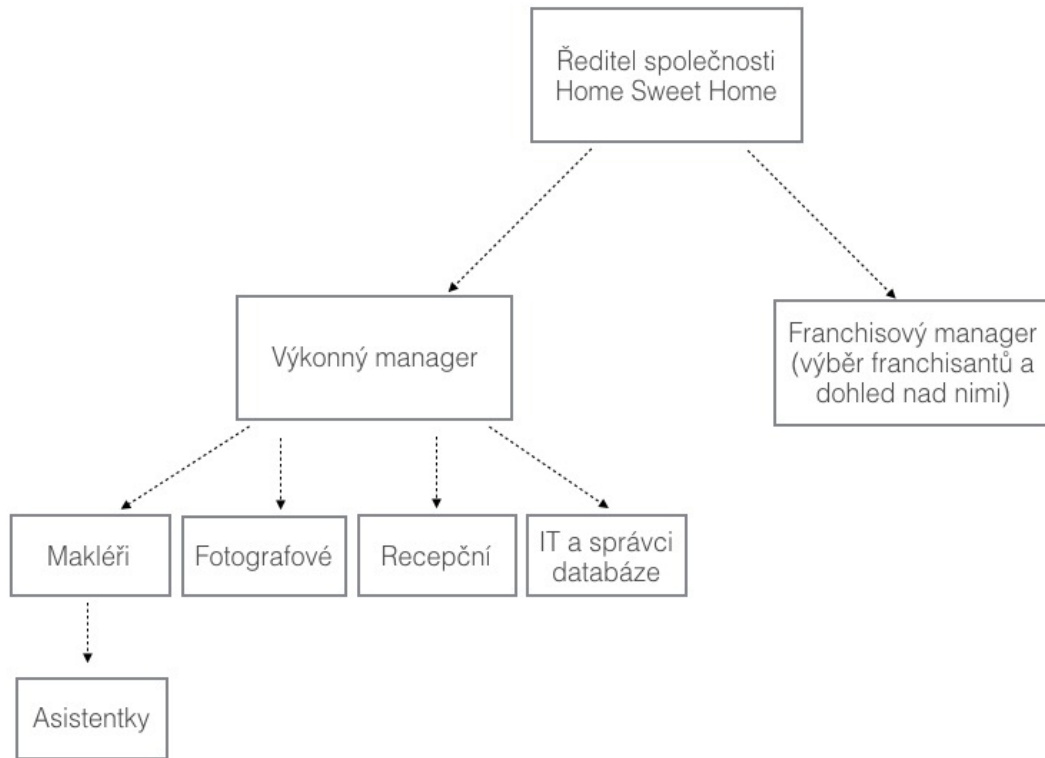 Ředitel společnosti
Home Sweet Home
Výkonný manager
Franchisový manager
(výběr franchisantů a
dohled nad nimi)
Makléři
Fotografové
Recepční
IT a správci
databáze
Asistentky